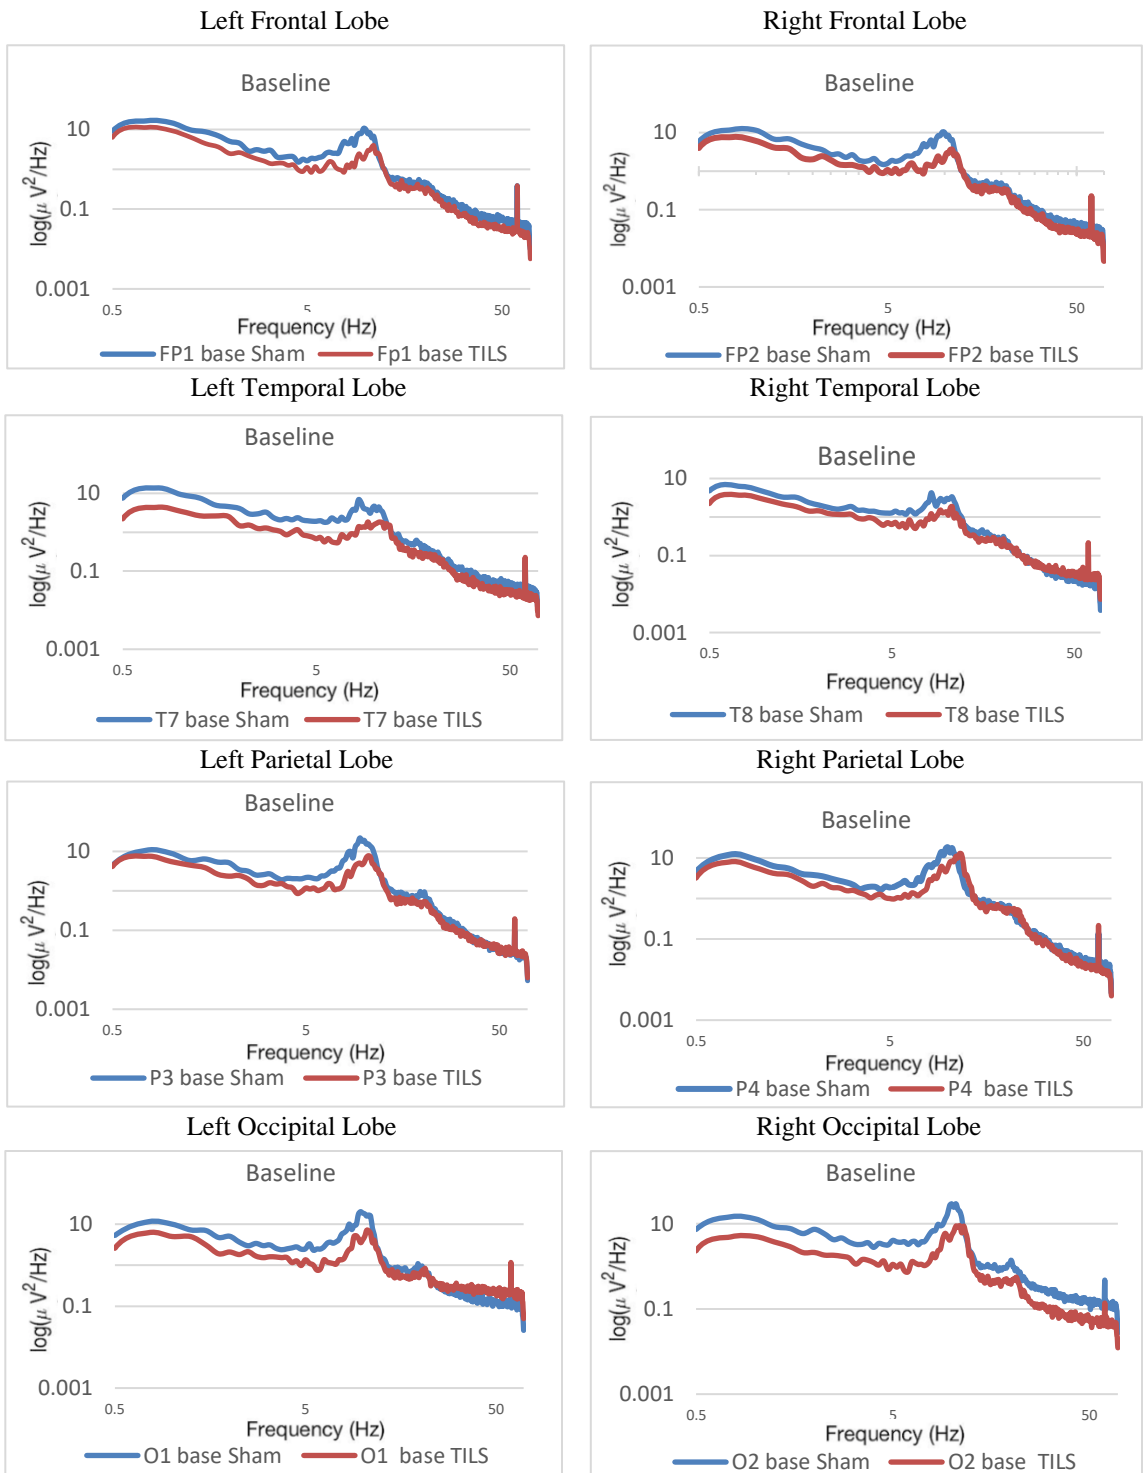 Left Frontal Lobe
Baseline
10
0.1
0.001
log(μ V²/Hz)
0.5 5 50
Frequency (Hz)
FP1 base Sham Fp1 base TILS
Right Frontal Lobe
Baseline
10
0.1
0.001
log(μ V²/Hz)
0.5 5 50
Frequency (Hz)
FP2 base Sham FP2 base TILS
Left Temporal Lobe
Baseline
10
0.1
0.001
log(μ V²/Hz)
0.5 5 50
Frequency (Hz)
T7 base Sham T7 base TILS
Right Temporal Lobe
Baseline
10
0.1
0.001
log(μ V²/Hz)
0.5 5 50
Frequency (Hz)
T8 base Sham T8 base TILS
Left Parietal Lobe
Baseline
10
0.1
0.001
log(μ V²/Hz)
0.5 5 50
Frequency (Hz)
P3 base Sham P3 base TILS
Right Parietal Lobe
Baseline
10
0.1
0.001
log(μ V²/Hz)
0.5 5 50
Frequency (Hz)
P4 base Sham P4 base TILS
Left Occipital Lobe
Baseline
10
0.1
0.001
log(μ V²/Hz)
0.5 5 50
Frequency (Hz)
O1 base Sham O1 base TILS
Right Occipital Lobe
Baseline
10
0.1
0.001
log(μ V²/Hz)
0.5 5 50
Frequency (Hz)
O2 base Sham O2 base TILS